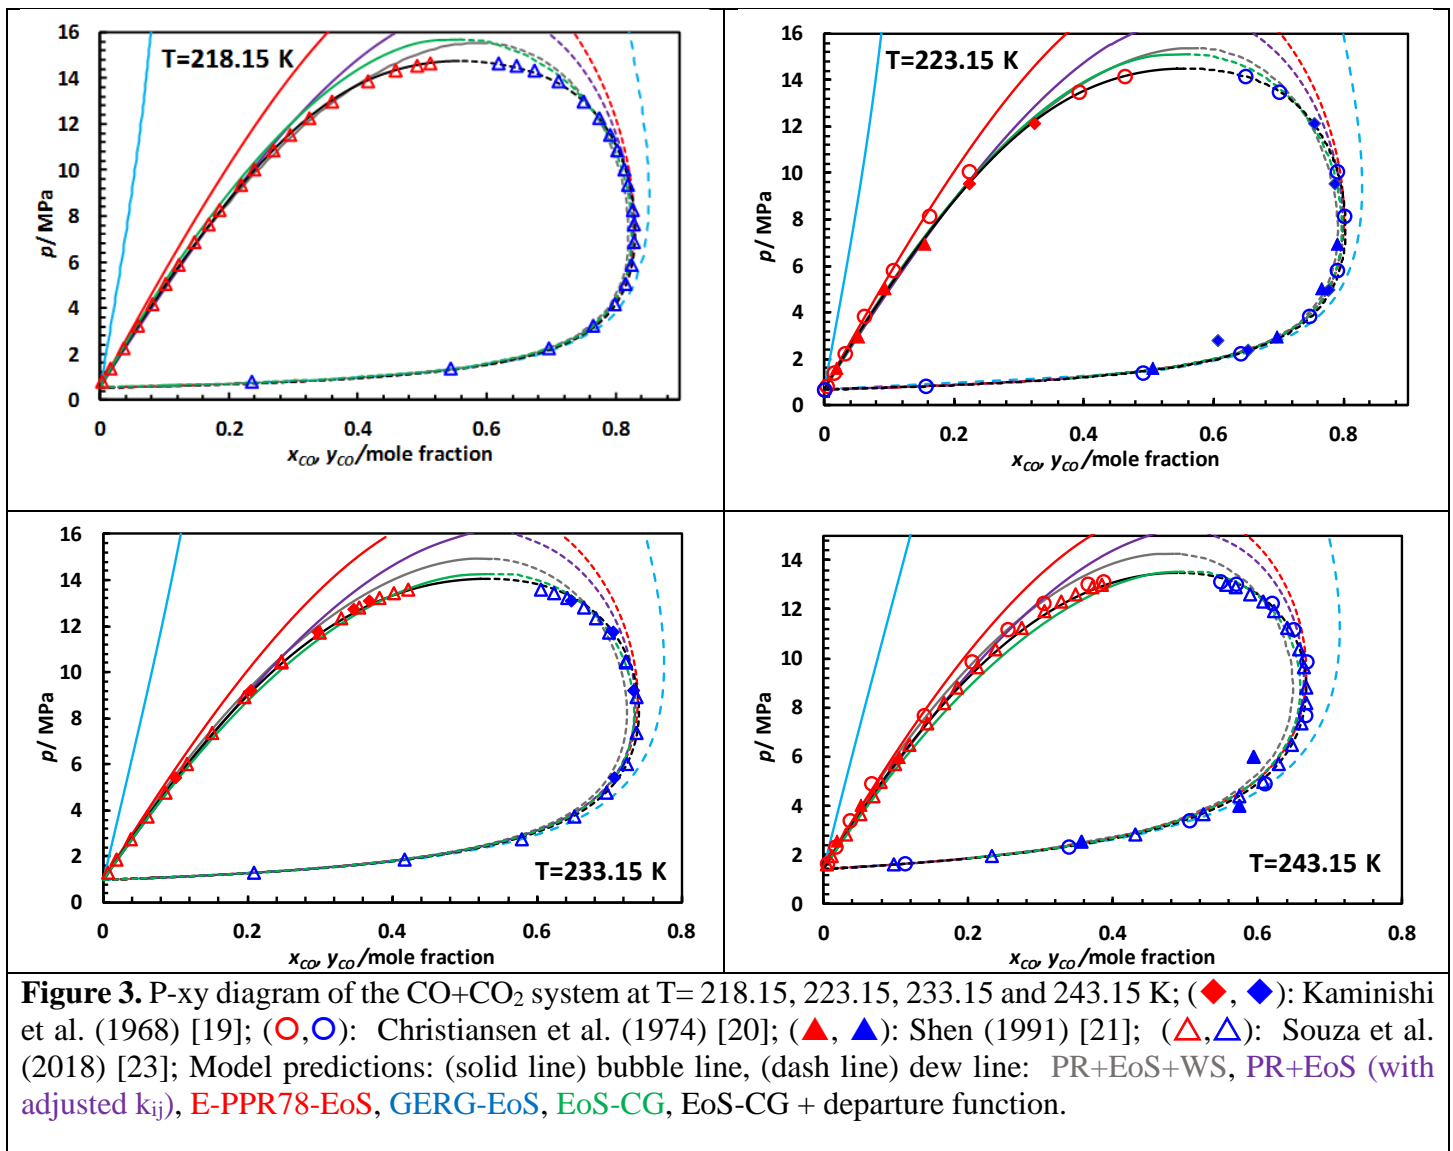 T=218.15 K
p/ MPa
16
14
12
10
8
6
4
2
0
0 0.2 0.4 0.6 0.8
xCO, yCO/mole fraction
T=223.15 K
p/ MPa
16
14
12
10
8
6
4
2
0
0 0.2 0.4 0.6 0.8
xCO, yCO/mole fraction
T=233.15 K
p/ MPa
16
14
12
10
8
6
4
2
0
0 0.2 0.4 0.6 0.8
xCO, yCO/mole fraction
T=243.15 K
p/ MPa
14
12
10
8
6
4
2
0
0 0.2 0.4 0.6 0.8
xCO, yCO/mole fraction
Figure 3. P-xy diagram of the CO+CO2 system at T= 218.15, 223.15, 233.15 and 243.15 K; (◆, ◆): Kaminishi
et al. (1968) [19]; (○,○): Christiansen et al. (1974) [20]; (▲, ▲): Shen (1991) [21]; (△,△): Souza et al.
(2018) [23]; Model predictions: (solid line) bubble line, (dash line) dew line: PR+EoS+WS, PR+EoS (with
adjusted kij), E-PPR78-EoS, GERG-EoS, EoS-CG, EoS-CG + departure function.